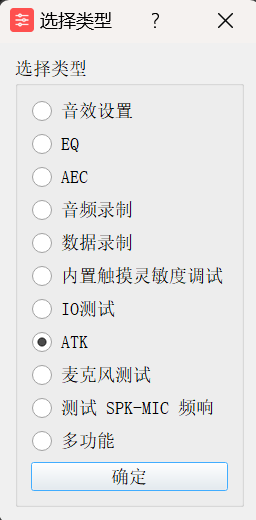 选择类型 ?
选择类型
音效设置
EQ
AEC
音频录制
数据录制
内置触摸灵敏度调试
IO测试
ATK
麦克风测试
测试 SPK-MIC 频响
多功能
确定